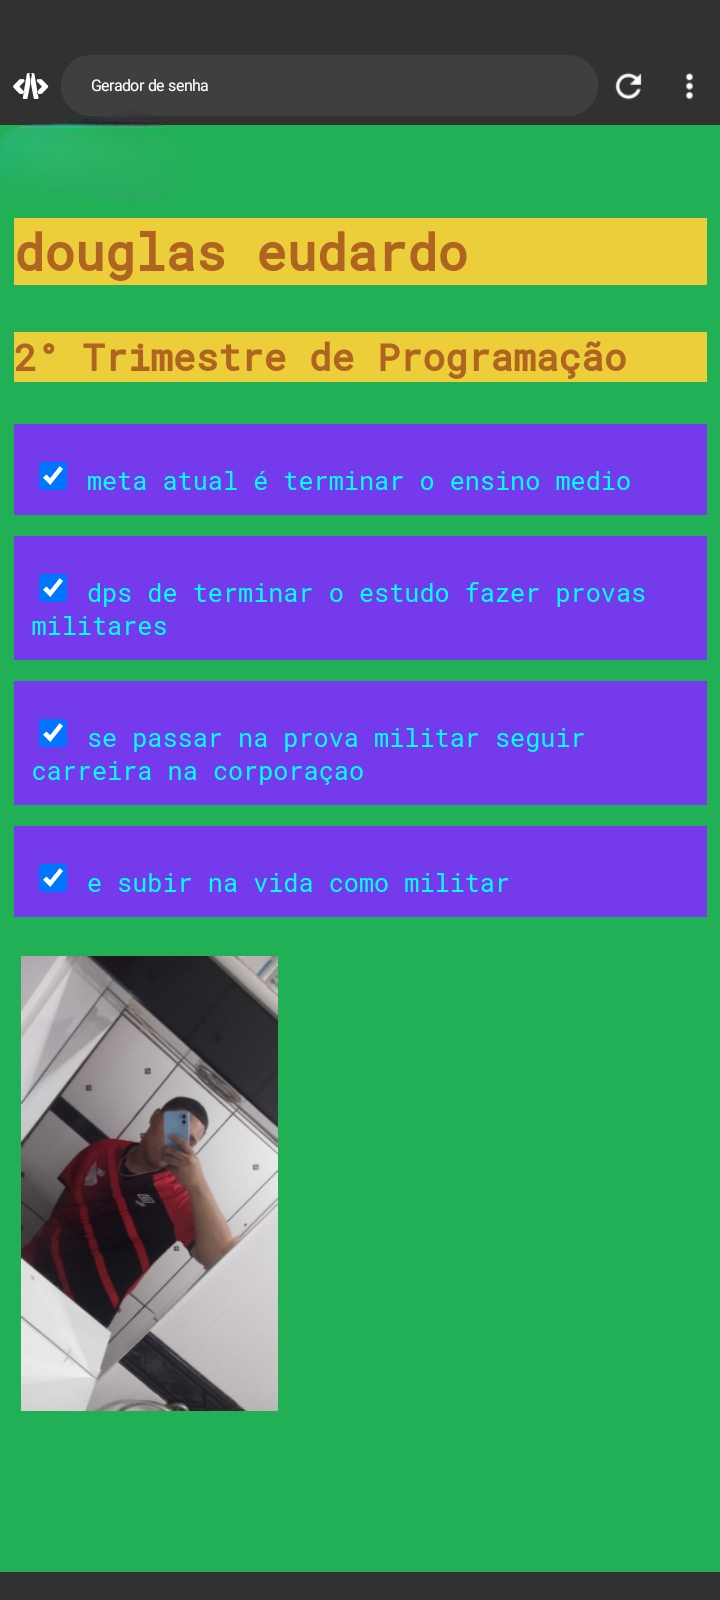 Gerador de senha
douglas eudardo
2° Trimestre de Programação
meta atual é terminar o ensino medio
dps de terminar o estudo fazer provas
militares
se passar na prova militar seguir
carreira na corporaçao
e subir na vida como militar